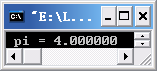 "E:\L...
pi = 4.000000